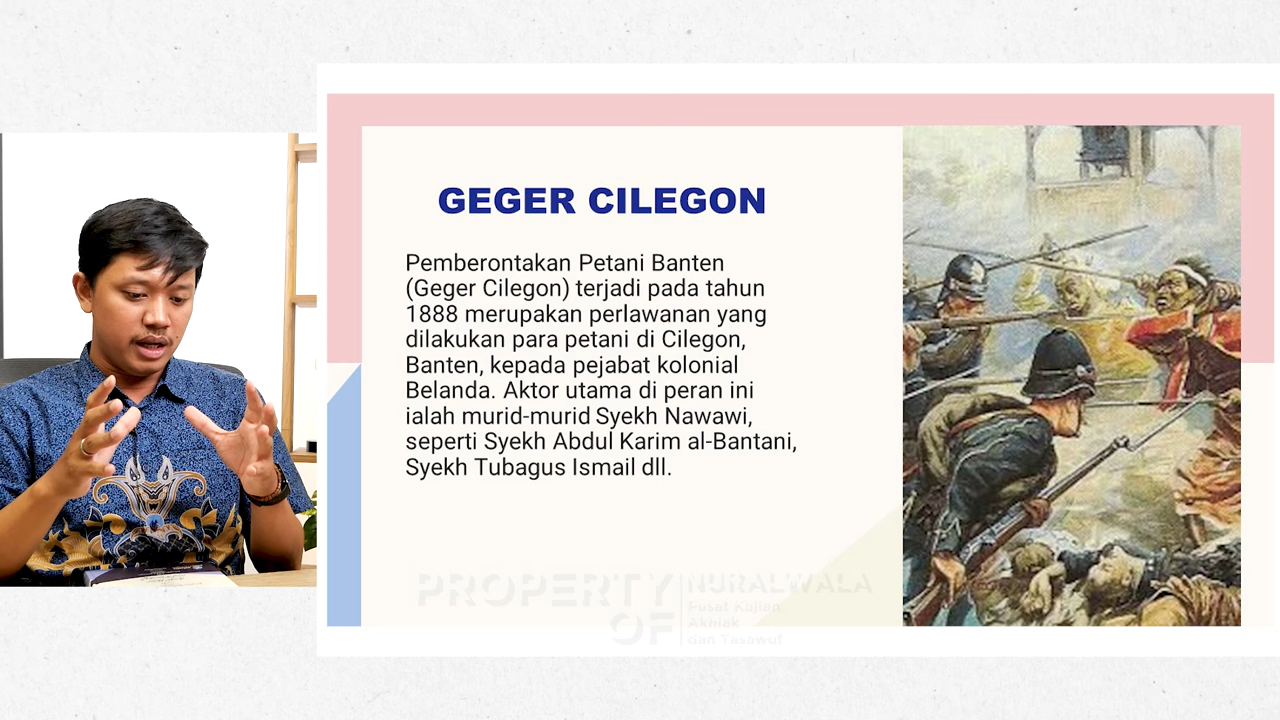 GEGER CILEGON
Pemberontakan Petani Banten
(Geger Cilegon) terjadi pada tahun
1888 merupakan perlawanan yang
dilakukan para petani di Cilegon,
Banten, kepada pejabat kolonial
Belanda. Aktor utama di peran ini
ialah murid-murid Syekh Nawawi,
seperti Syekh Abdul Karim al-Bantani,
Syekh Tubagus Ismail dll.
PROPERTY
OF
NURALWALA
Pusat Kajian
Akhlak
dan Tasawuf